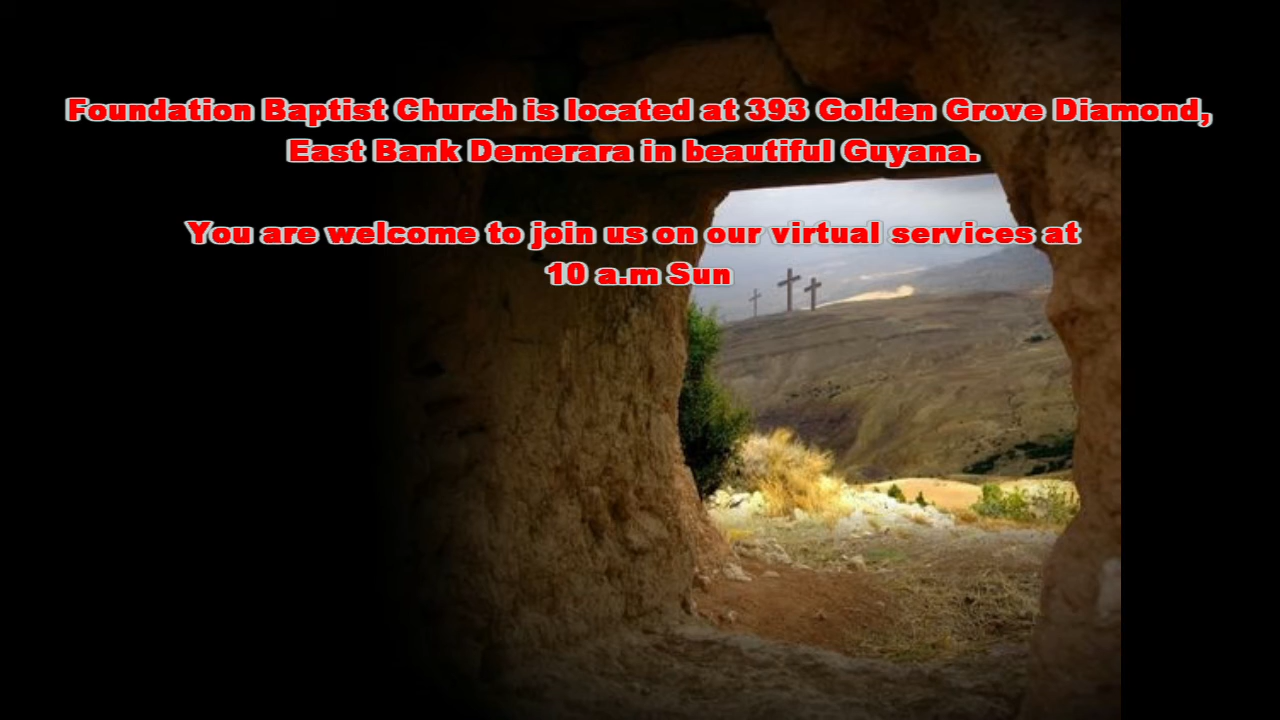 Foundation Baptist Church is located at 393 Golden Grove Diamond,
East Bank Demerara in beautiful Guyana.
You are welcome to join us on our virtual services at
10 a.m Sun